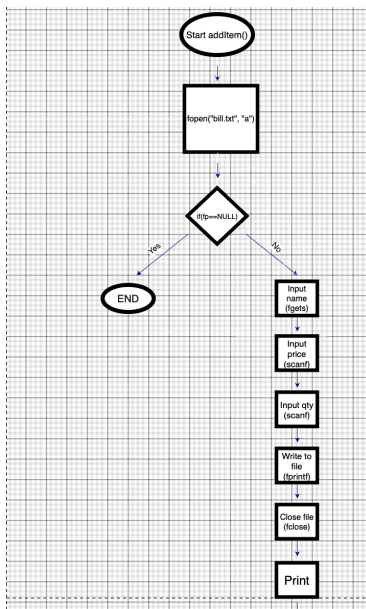 Start addItem()
fopen("bill.txt", "a")
if(fp==NULL)
Yes
No
END
Input
name
(fgets)
Input
price
(scanf)
Input qty
(scanf)
Write to
file
(fprintf)
Close file
(fclose)
Print